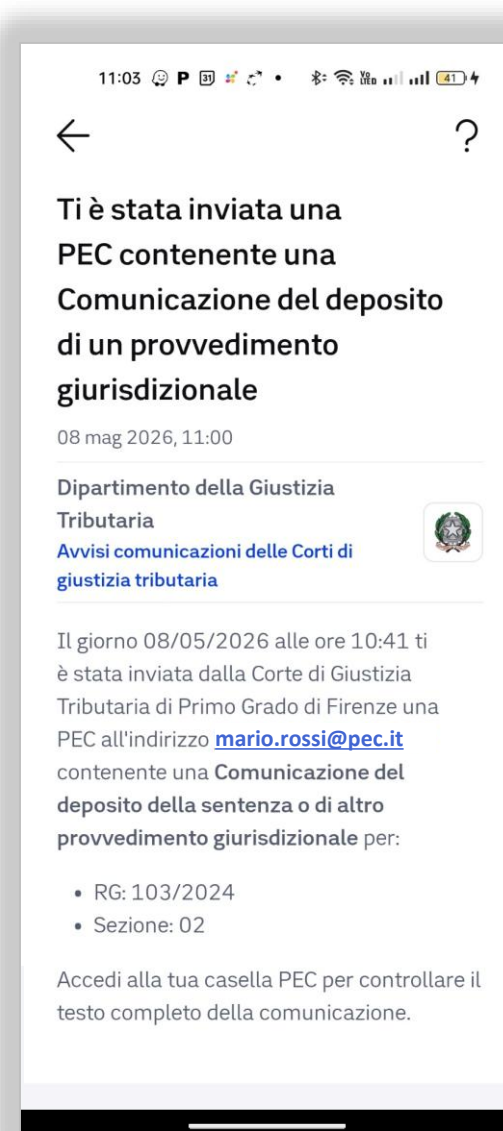 11:03 P 31 Vo LTED 41
?
Ti è stata inviata una
PEC contenente una
Comunicazione del deposito
di un provvedimento
giurisdizionale
08 mag 2026, 11:00
Dipartimento della Giustizia
Tributaria
Avvisi comunicazioni delle Corti di
giustizia tributaria
Il giorno 08/05/2026 alle ore 10:41 ti
è stata inviata dalla Corte di Giustizia
Tributaria di Primo Grado di Firenze una
PEC all'indirizzo mario.rossi@pec.it
contenente una Comunicazione del
deposito della sentenza o di altro
provvedimento giurisdizionale per:
• RG: 103/2024
• Sezione: 02
Accedi alla tua casella PEC per controllare il
testo completo della comunicazione.